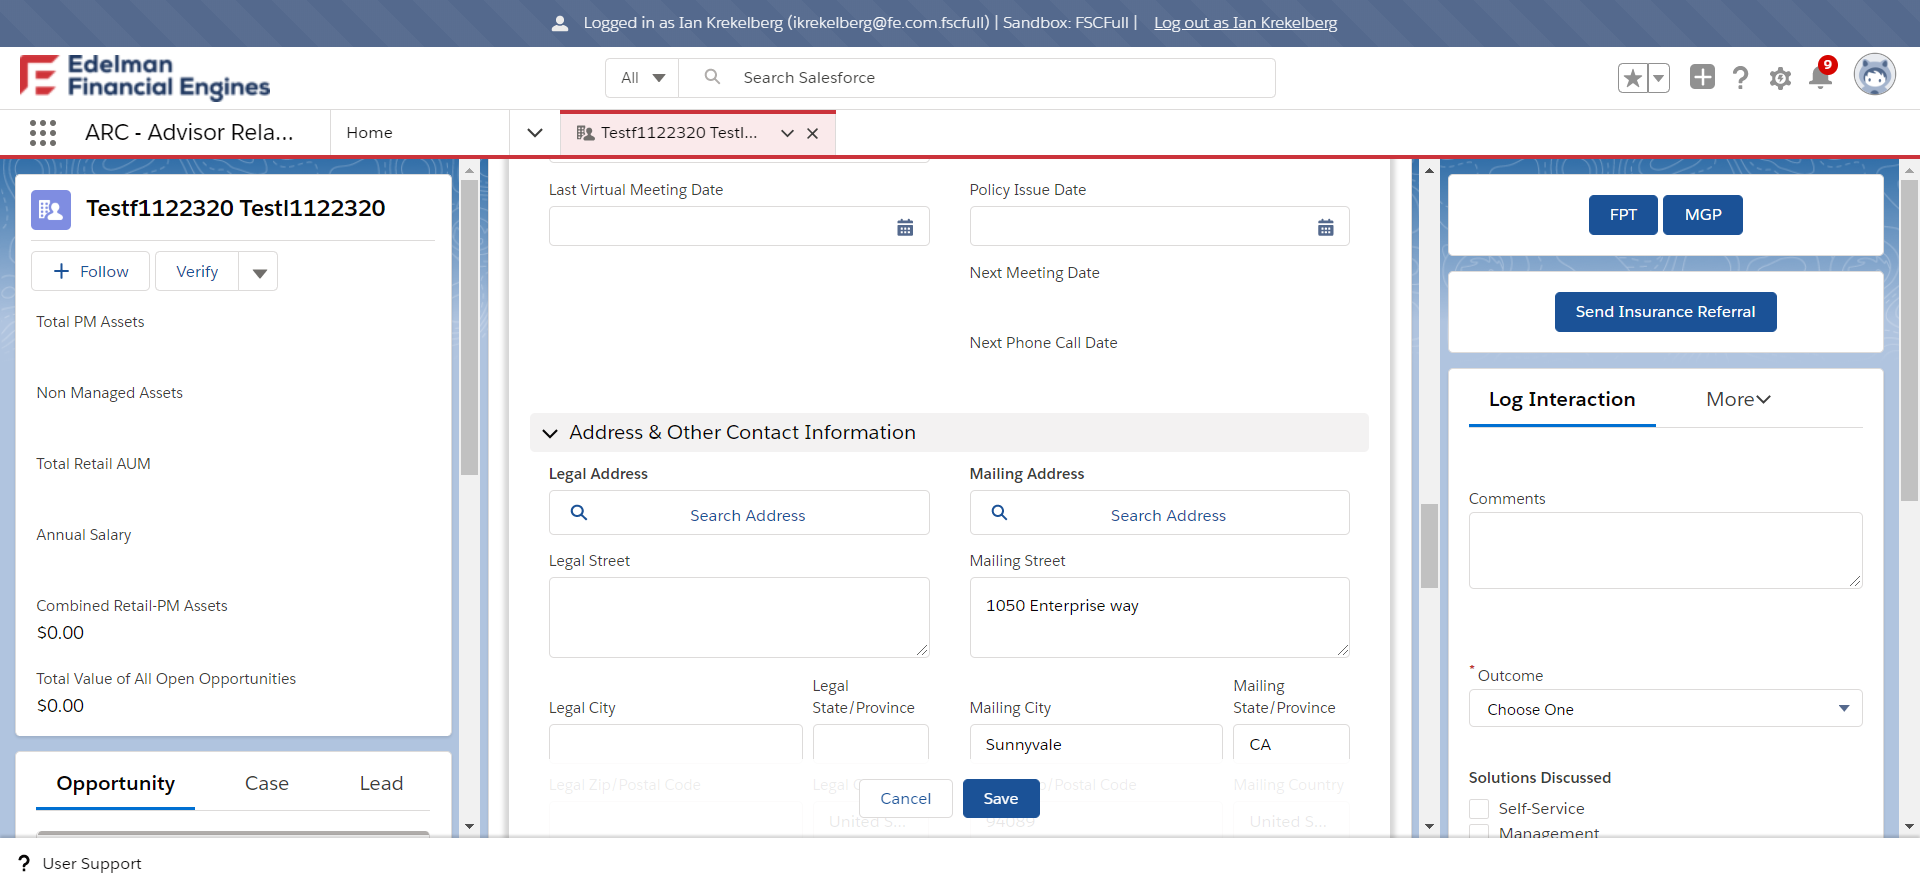 Logged in as Ian Krekelberg (ikrekelberg@fe.com.fscfull) | Sandbox: FSCFull | Log out as Ian Krekelberg
Edelman
Financial Engines
All
Search Salesforce
9
ARC - Advisor Rela...
Home
Testf1122320 Testl...
Testf1122320 Testl1122320
Follow
Verify
Total PM Assets
Non Managed Assets
Total Retail AUM
Annual Salary
Combined Retail-PM Assets
$0.00
Total Value of All Open Opportunities
$0.00
Opportunity
Case
Lead
Last Virtual Meeting Date
Policy Issue Date
Next Meeting Date
Next Phone Call Date
Address & Other Contact Information
Legal Address
Mailing Address
Search Address
Search Address
Legal Street
Mailing Street
1050 Enterprise way
Legal City
Legal
State/Province
Mailing City
Mailing
State/Province
Sunnyvale
CA
Legal Zip/Postal Code
Legal
/Postal Code
Mailing Country
Cancel
Save
United S...
94089
United S...
FPT
MGP
Send Insurance Referral
Log Interaction
More
Comments
* Outcome
Choose One
Solutions Discussed
Self-Service
Management
? User Support